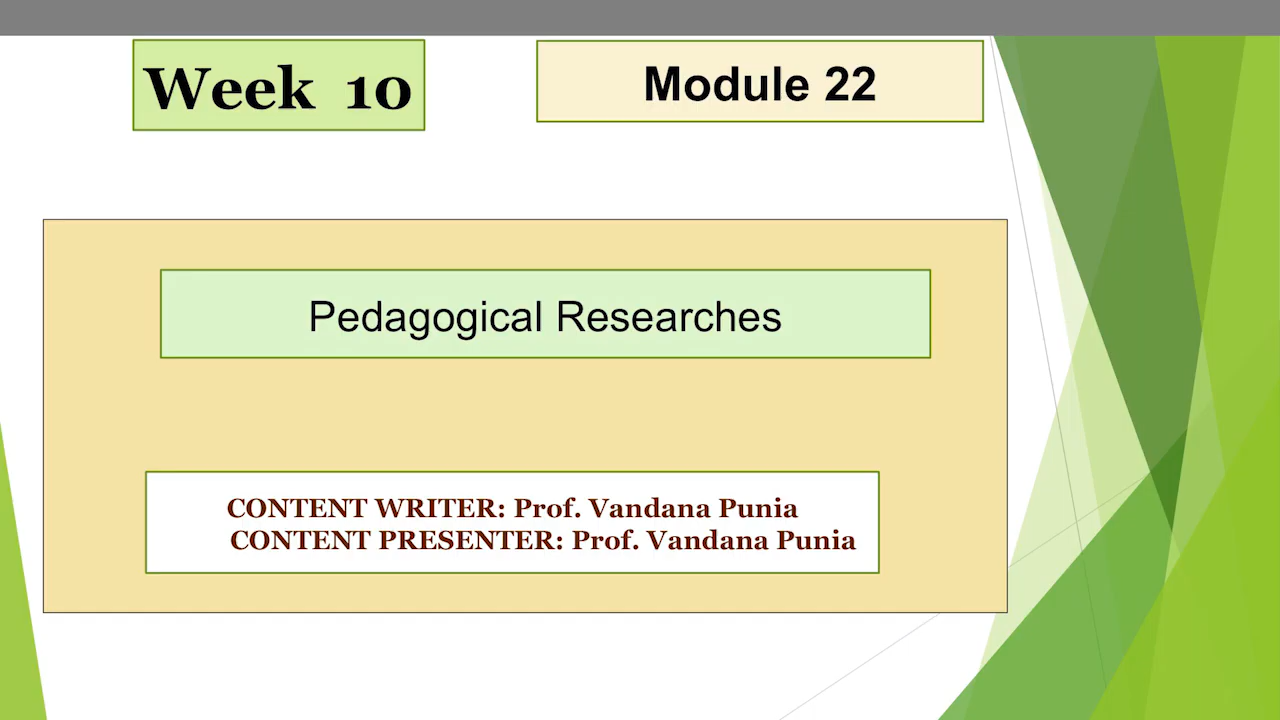 Week 10
Module 22
Pedagogical Researches
CONTENT WRITER: Prof. Vandana Punia
CONTENT PRESENTER: Prof. Vandana Punia